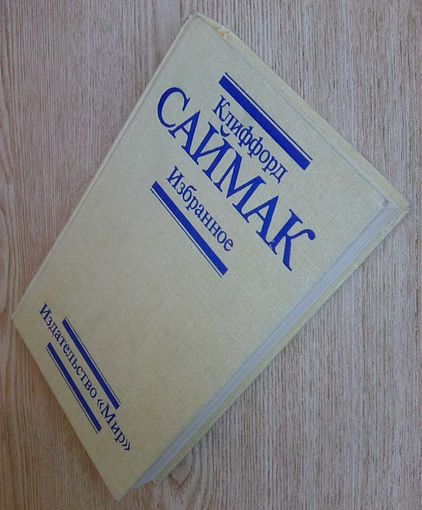 Клиффорд
САЙМАК
Избранное
Издательство «Мир»